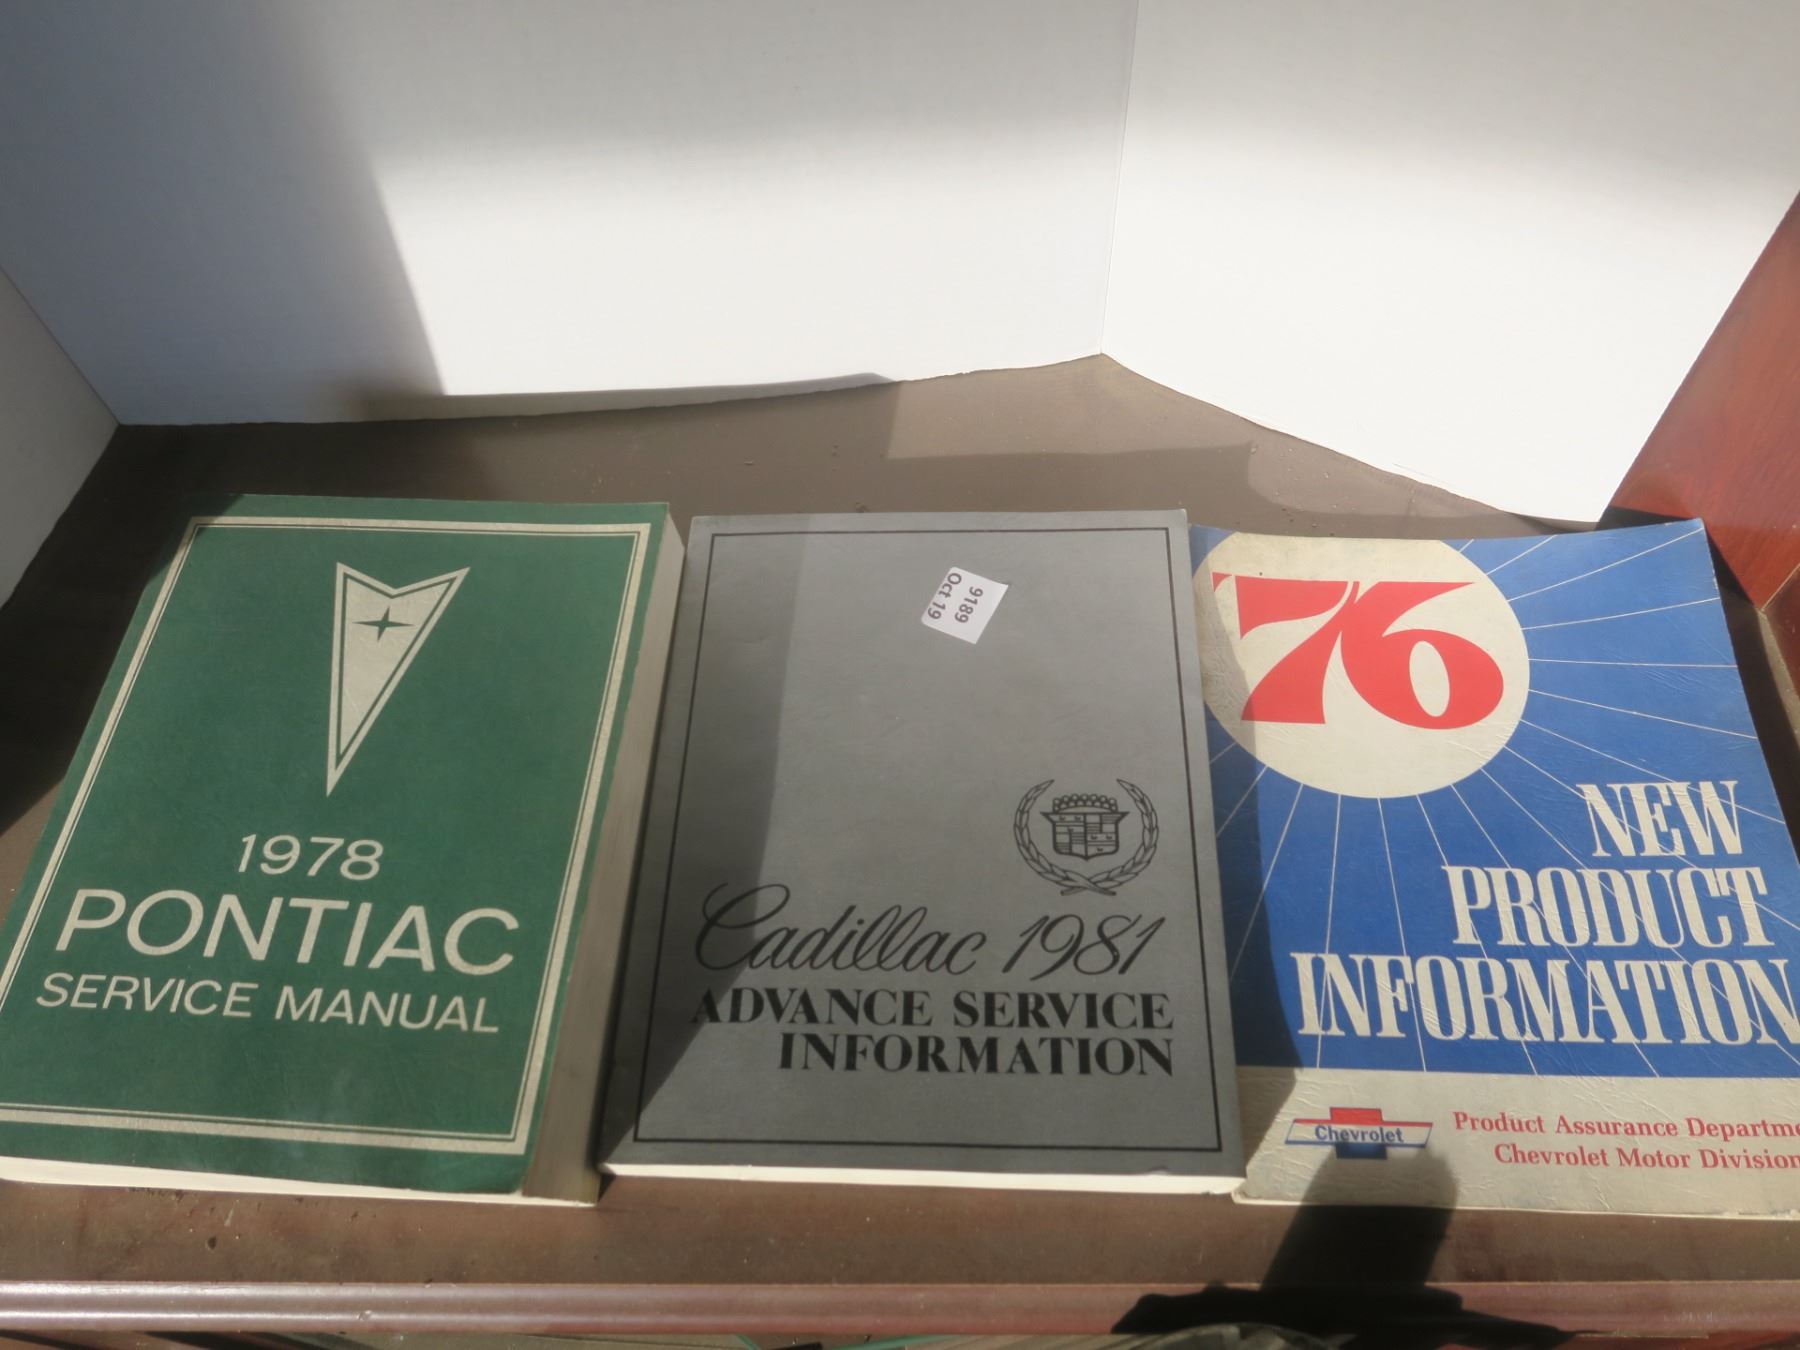 1978
PONTIAC
SERVICE MANUAL
9189
Oct 19
Cadillac 1981
ADVANCE SERVICE
INFORMATION
'76
NEW
PRODUCT
INFORMATION
Chevrolet
Product Assurance Departme
Chevrolet Motor Division